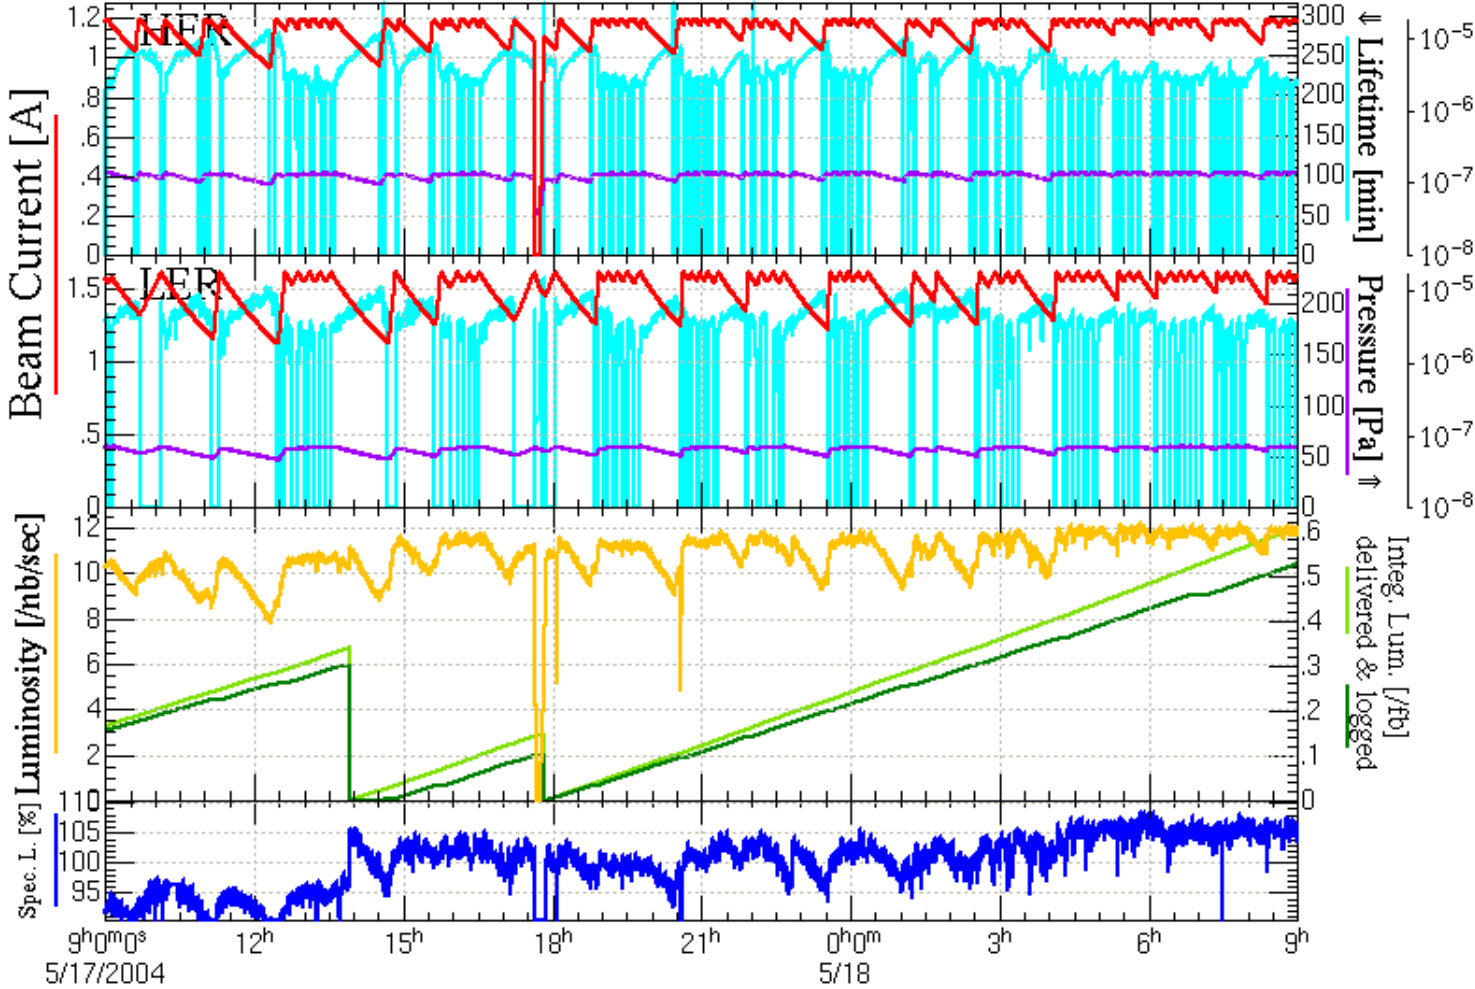 HER
1.2
1
.8
.6
.4
.2
0
300
250
200
150
100
50
0
10-5
10-6
10-7
10-8
LER
1.5
1
.5
0
200
150
100
50
0
10-5
10-6
10-7
10-8
Beam Current [A]
⇓ Lifetime [min]
Pressure [Pa] ⇑
12
10
8
6
4
2
0
.6
.5
.4
.3
.2
.1
0
Luminosity [/nb/sec]
Integ. Lum. [/fb]
delivered & logged
110
105
100
95
Spec. L. [%]
9h0m0s
12h
15h
18h
21h
0h0m
3h
6h
9h
5/17/2004
5/18